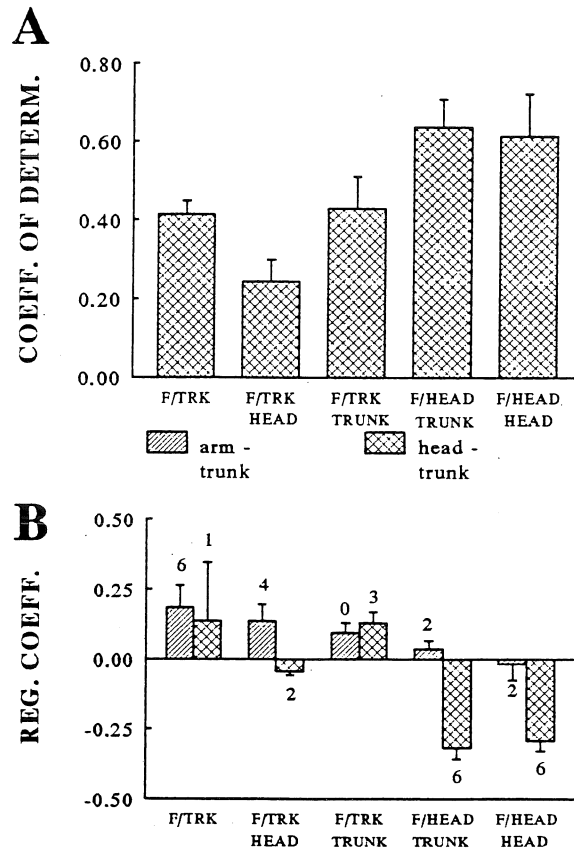 A
COEFF. OF DETERM.
0.80
0.60
0.40
0.20
0.00
F/TRK F/TRK F/TRK F/HEAD F/HEAD
HEAD TRUNK TRUNK HEAD
arm - head -
trunk trunk
B
REG. COEFF.
0.50
0.25
0.00
-0.25
-0.50
6 1 4 2 0 3 2 6 2 6
F/TRK F/TRK F/TRK F/HEAD F/HEAD
HEAD TRUNK TRUNK HEAD